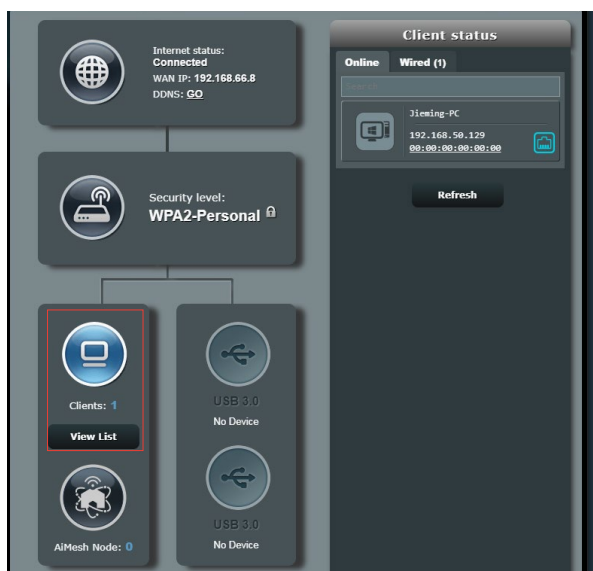 Internet status:
Connected
WAN IP: 192.168.66.8
DDNS: GO
Security level:
WPA2-Personal
Clients: 1
View List
AiMesh Node: 0
USB 3.0
No Device
USB 3.0
No Device
Client status
Online Wired (1)
Search
Jieming-PC
192.168.50.129
00:00:00:00:00:00
Refresh